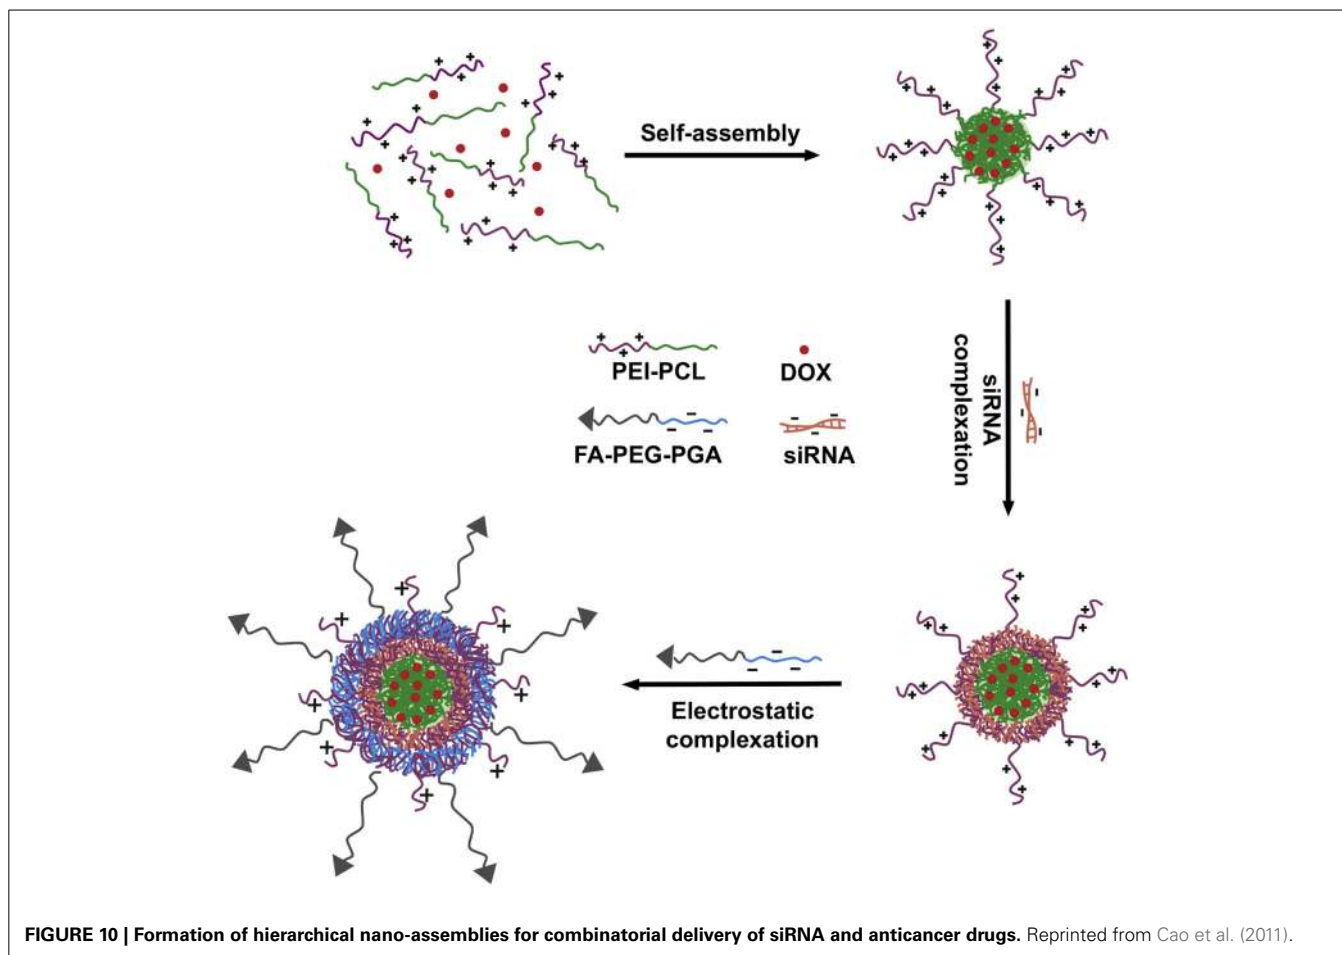 Self-assembly
PEI-PCL
DOX
FA-PEG-PGA
siRNA
siRNA
complexation
Electrostatic
complexation
FIGURE 10 | Formation of hierarchical nano-assemblies for combinatorial delivery of siRNA and anticancer drugs. Reprinted from Cao et al. (2011).